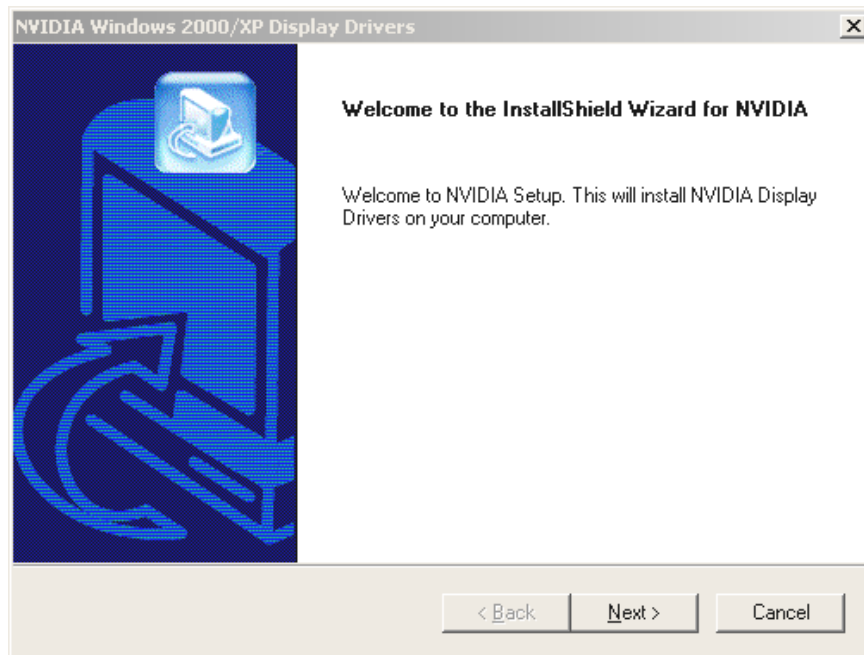 NVIDIA Windows 2000/XP Display Drivers
Welcome to the InstallShield Wizard for NVIDIA
Welcome to NVIDIA Setup. This will install NVIDIA Display
Drivers on your computer.
< Back Next > Cancel